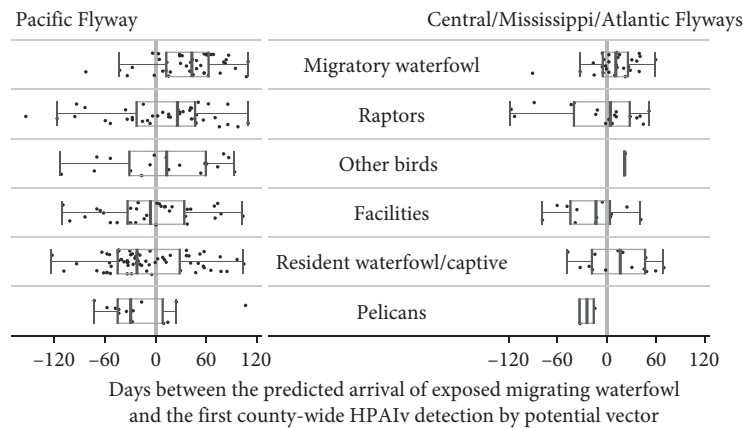 Pacific Flyway
Central/Mississippi/Atlantic Flyways
Migratory waterfowl
Raptors
Other birds
Facilities
Resident waterfowl/captive
Pelicans
−120 −60 0 60 120
−120 −60 0 60 120
Days between the predicted arrival of exposed migrating waterfowl
and the first county-wide HPAIv detection by potential vector